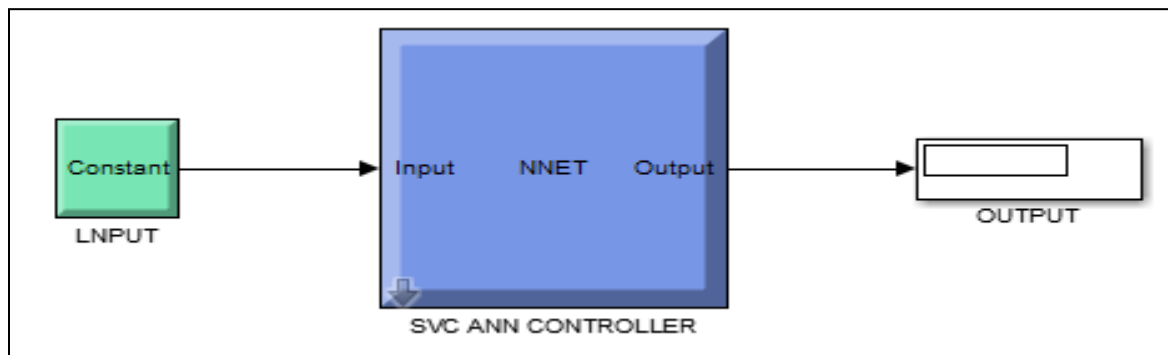 Constant
LNPUT
Input NNET Output
SVC ANN CONTROLLER
OUTPUT